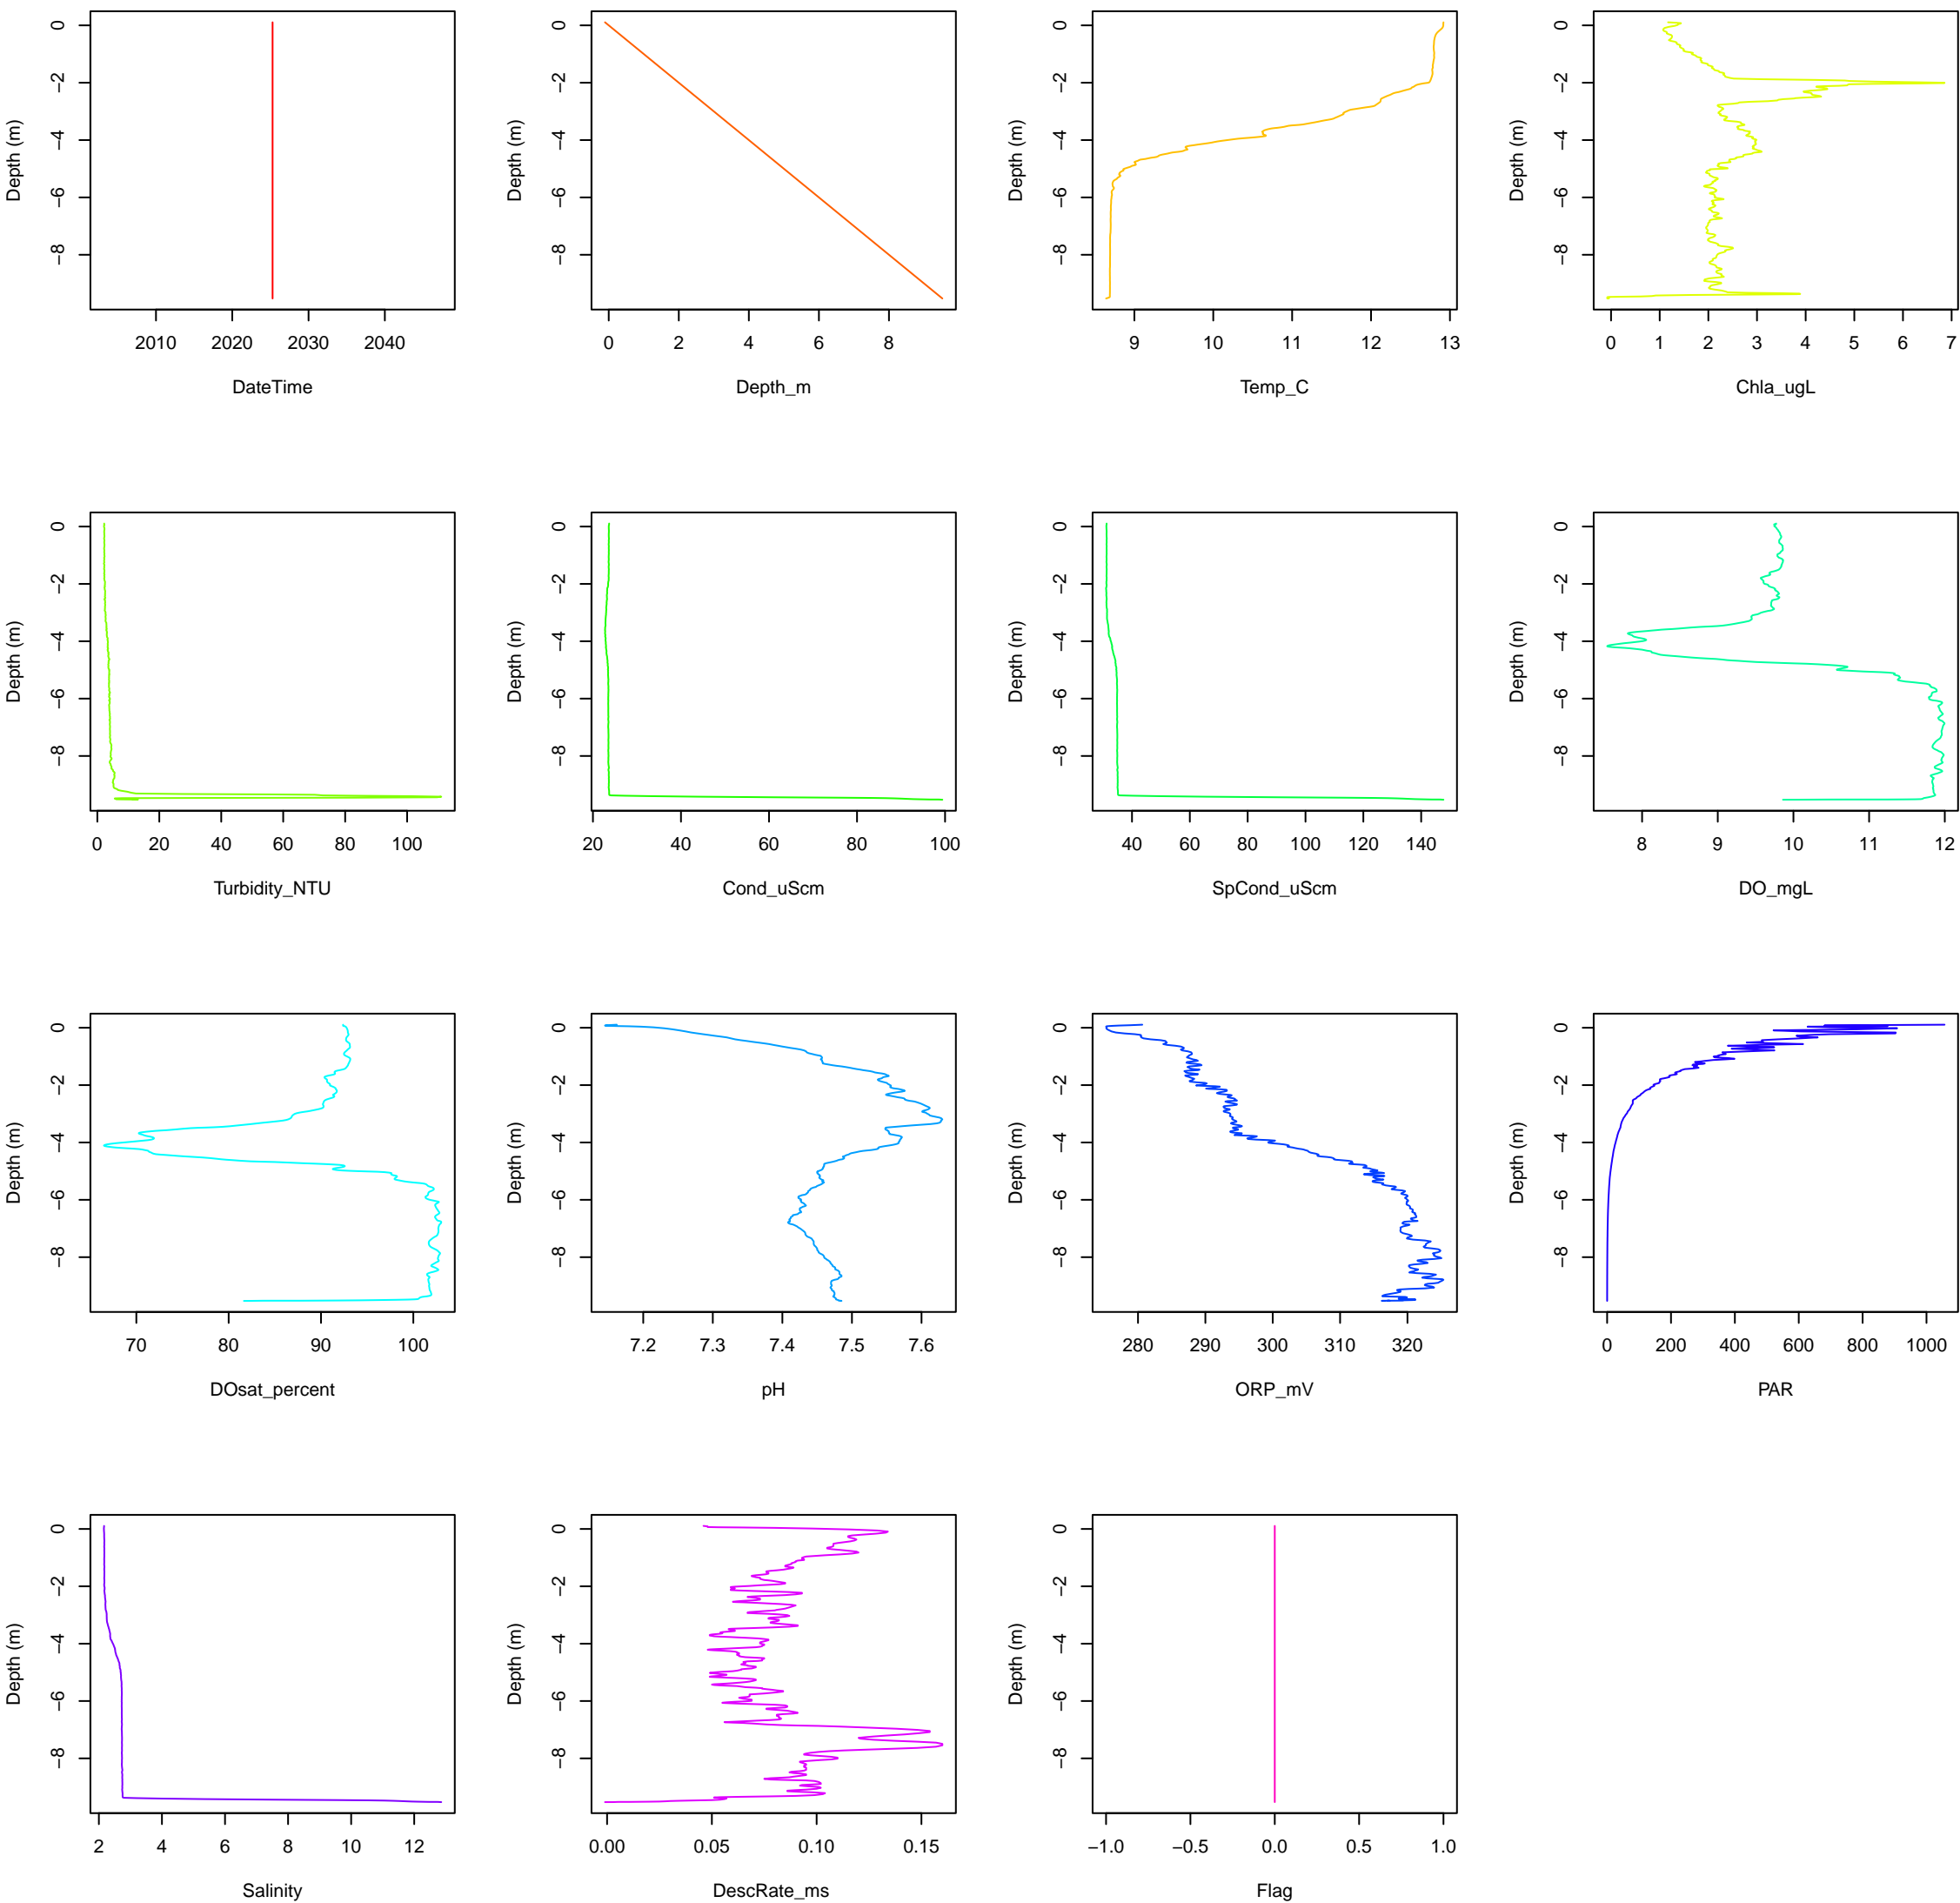 0 0 0 0
−2 −2 −2 −2
−4 −4 −4 −4
Depth (m) Depth (m) Depth (m) Depth (m)
−6 −6 −6 −6
−8 −8 −8 −8
2010 2020 2030 2040 0 2 4 6 8 9 10 11 12 13 0 1 2 3 4 5 6 7
DateTime Depth_m Temp_C Chla_ugL
0 0 0 0
−2 −2 −2 −2
−4 −4 −4 −4
Depth (m) Depth (m) Depth (m) Depth (m)
−6 −6 −6 −6
−8 −8 −8 −8
0 20 40 60 80 100 20 40 60 80 100 40 60 80 100 120 140 8 9 10 11 12
Turbidity_NTU Cond_uScm SpCond_uScm DO_mgL
0 0 0 0
−2 −2 −2 −2
−4 −4 −4 −4
Depth (m) Depth (m) Depth (m) Depth (m)
−6 −6 −6 −6
−8 −8 −8 −8
70 80 90 100 7.2 7.3 7.4 7.5 7.6 280 290 300 310 320 0 200 400 600 800 1000
DOsat_percent pH ORP_mV PAR
0 0 0
−2 −2 −2
−4 −4 −4
Depth (m) Depth (m) Depth (m)
−6 −6 −6
−8 −8 −8
2 4 6 8 10 12 0.00 0.05 0.10 0.15 −1.0 −0.5 0.0 0.5 1.0
Salinity DescRate_ms Flag